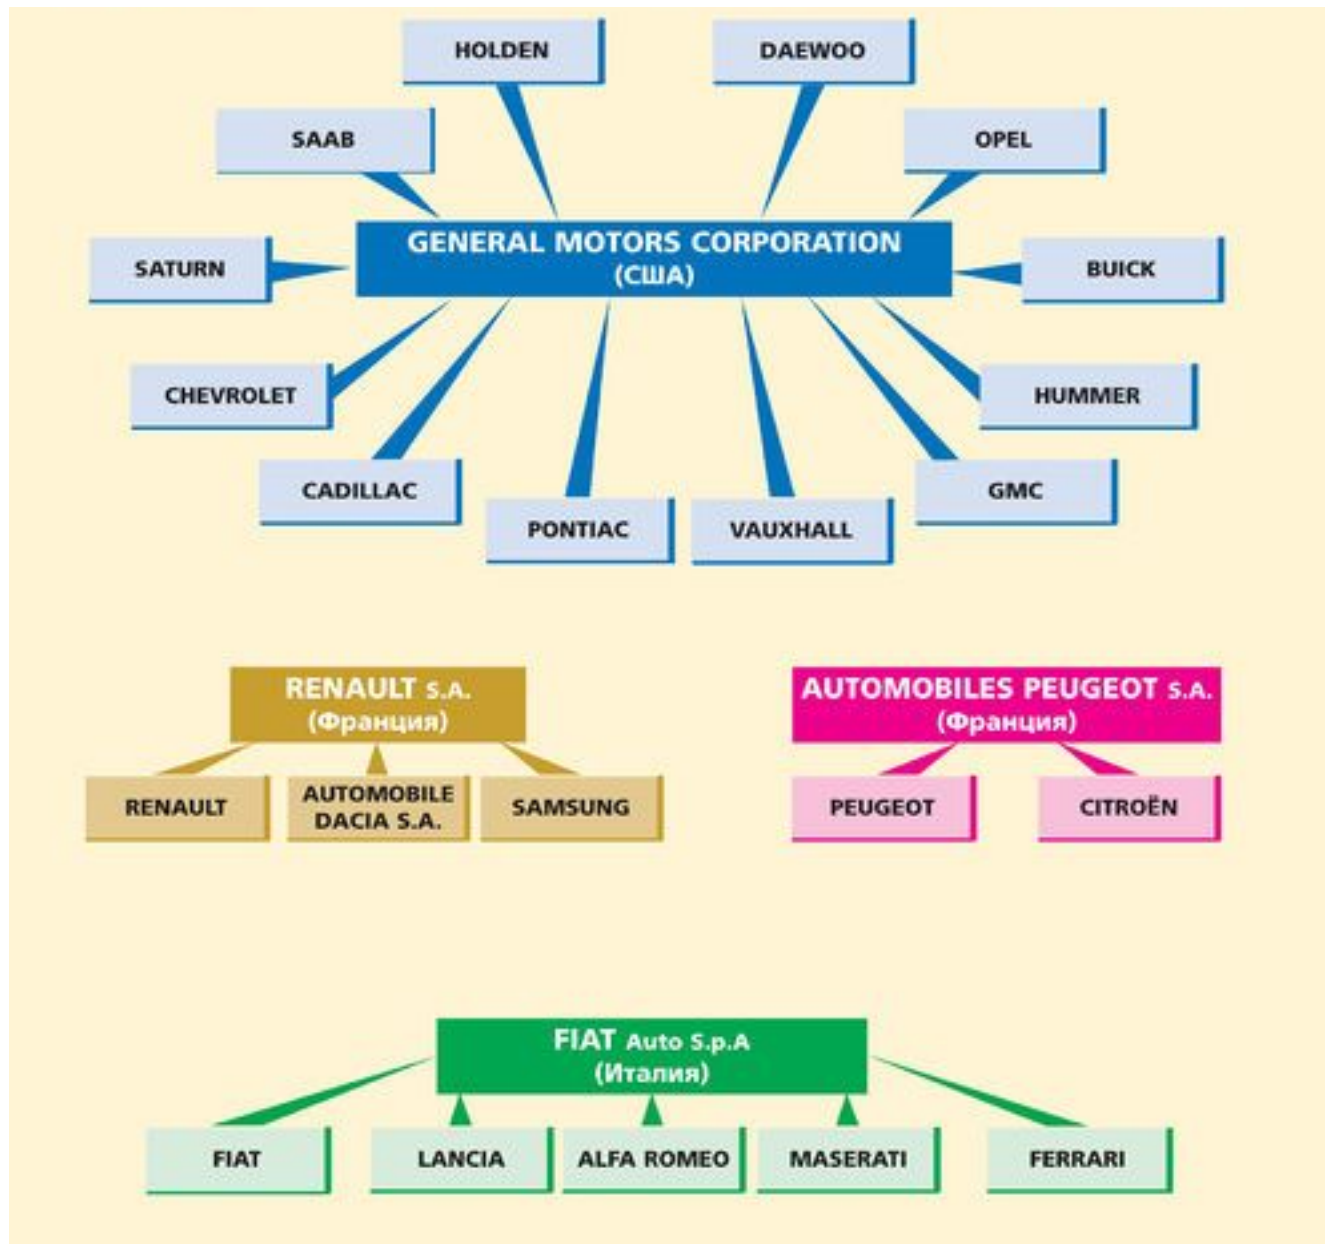 HOLDEN
DAEWOO
SAAB
OPEL
GENERAL MOTORS CORPORATION
(США)
SATURN
BUICK
CHEVROLET
HUMMER
CADILLAC
GMC
PONTIAC
VAUXHALL
RENAULT S.A.
(Франция)
AUTOMOBILES PEUGEOT S.A.
(Франция)
RENAULT
AUTOMOBILE
DACIA S.A.
SAMSUNG
PEUGEOT
CITROËN
FIAT Auto S.p.A
(Италия)
FIAT
LANCIA
ALFA ROMEO
MASERATI
FERRARI